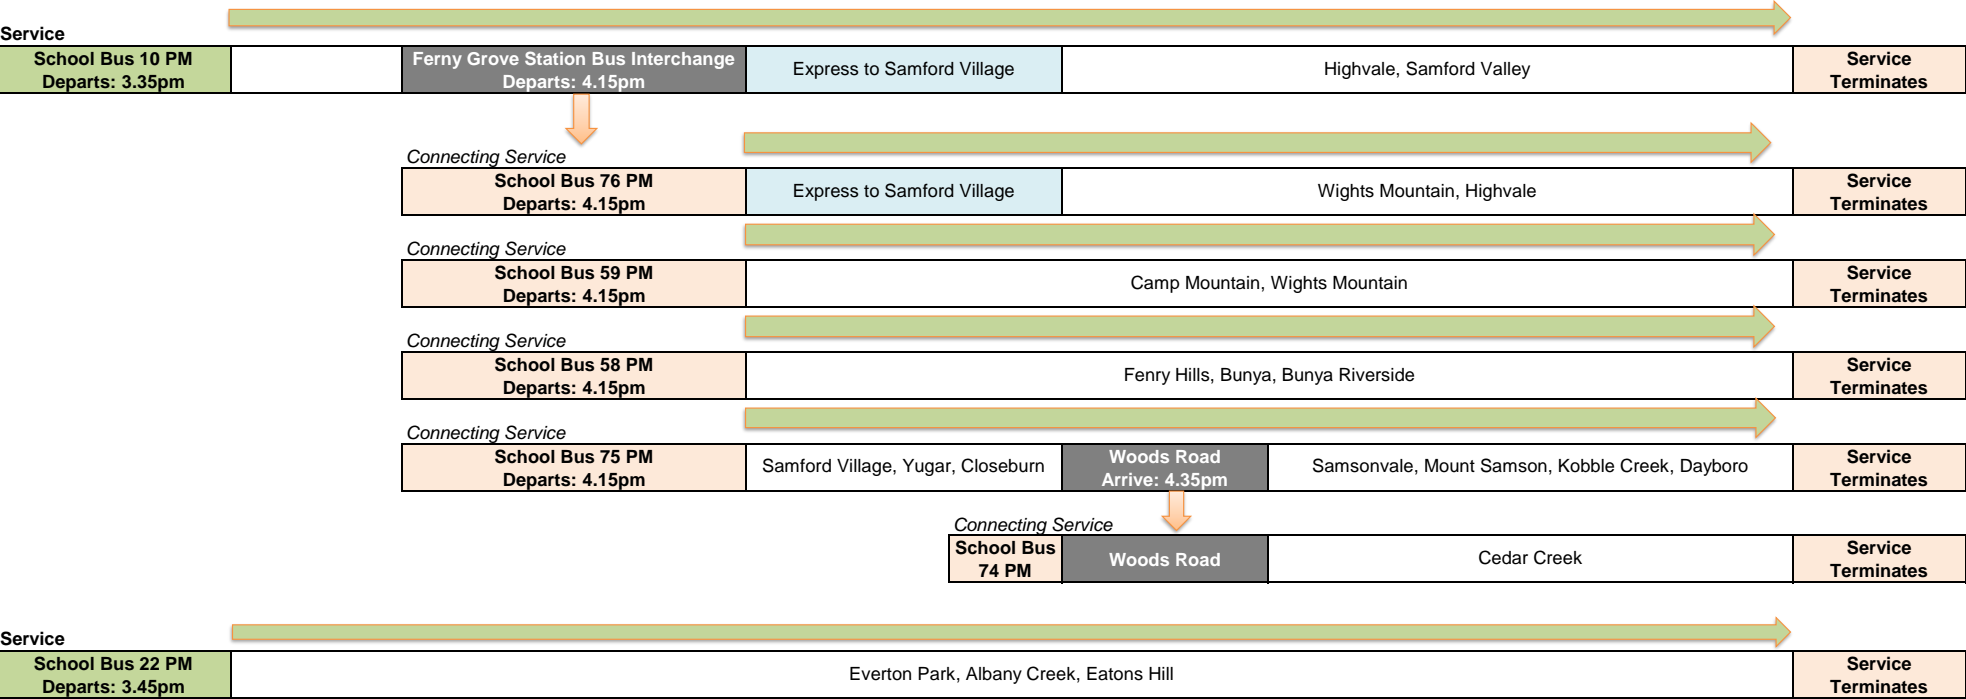 Service
School Bus 10 PM
Departs: 3.35pm
Ferny Grove Station Bus Interchange
Departs: 4.15pm
Express to Samford Village
Highvale, Samford Valley
Service
Terminates
Connecting Service
School Bus 76 PM
Departs: 4.15pm
Express to Samford Village
Wights Mountain, Highvale
Service
Terminates
Connecting Service
School Bus 59 PM
Departs: 4.15pm
Camp Mountain, Wights Mountain
Service
Terminates
Connecting Service
School Bus 58 PM
Departs: 4.15pm
Fenry Hills, Bunya, Bunya Riverside
Service
Terminates
Connecting Service
School Bus 75 PM
Departs: 4.15pm
Samford Village, Yugar, Closeburn
Woods Road
Arrive: 4.35pm
Samsonvale, Mount Samson, Kobble Creek, Dayboro
Service
Terminates
Connecting Service
School Bus
74 PM
Woods Road
Cedar Creek
Service
Terminates
Service
School Bus 22 PM
Departs: 3.45pm
Everton Park, Albany Creek, Eatons Hill
Service
Terminates